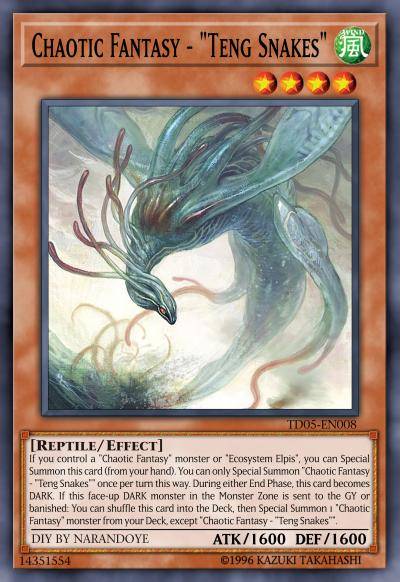 Chaotic Fantasy - "Teng Snakes"
WIND
風
TD05-EN008
[Reptile/Effect]
If you control a "Chaotic Fantasy" monster or "Ecosystem Elpis", you can Special
Summon this card (from your hand). You can only Special Summon "Chaotic Fantasy
- "Teng Snakes"" once per turn this way. During either End Phase, this card becomes
DARK. If this face-up DARK monster in the Monster Zone is sent to the GY or
banished: You can shuffle this card into the Deck, then Special Summon 1 "Chaotic
Fantasy" monster from your Deck, except "Chaotic Fantasy - "Teng Snakes"".
DIY BY NARANDOYE
ATK/1600 DEF/1600
14351554
©1996 KAZUKI TAKAHASHI